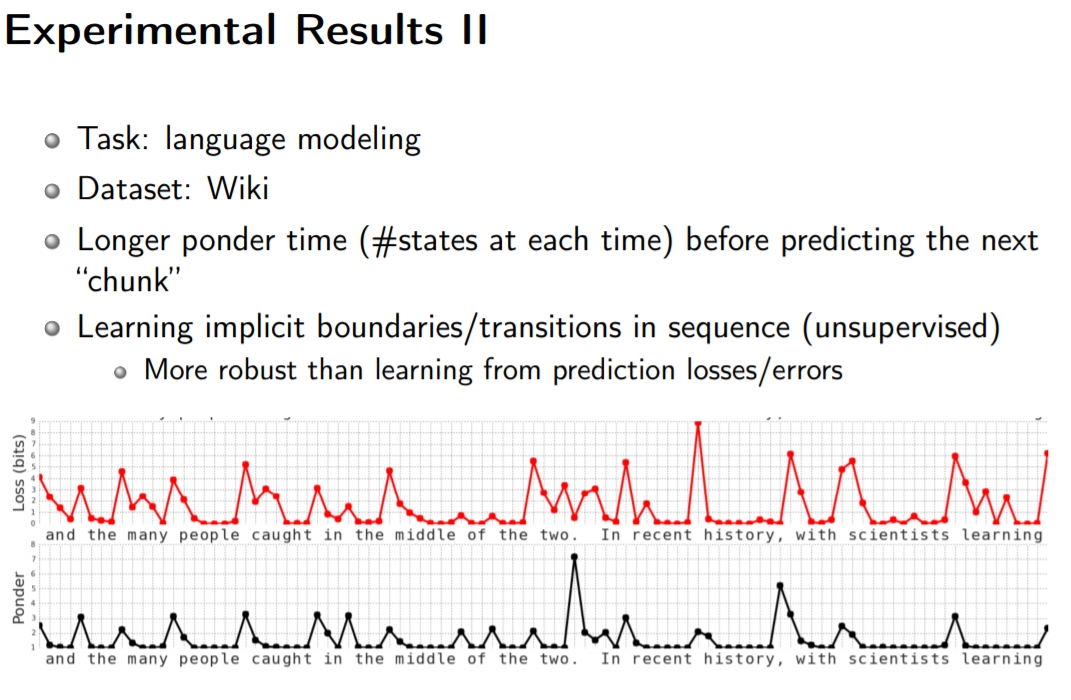 Experimental Results II
Task: language modeling
Dataset: Wiki
Longer ponder time (#states at each time) before predicting the next
“chunk”
Learning implicit boundaries/transitions in sequence (unsupervised)
More robust than learning from prediction losses/errors
Loss (bits)
9
8
7
6
5
4
3
2
1
0
and the many people caught in the middle of the two. In recent history, with scientists learning
Ponder
8
7
6
5
4
3
2
1
and the many people caught in the middle of the two. In recent history, with scientists learning